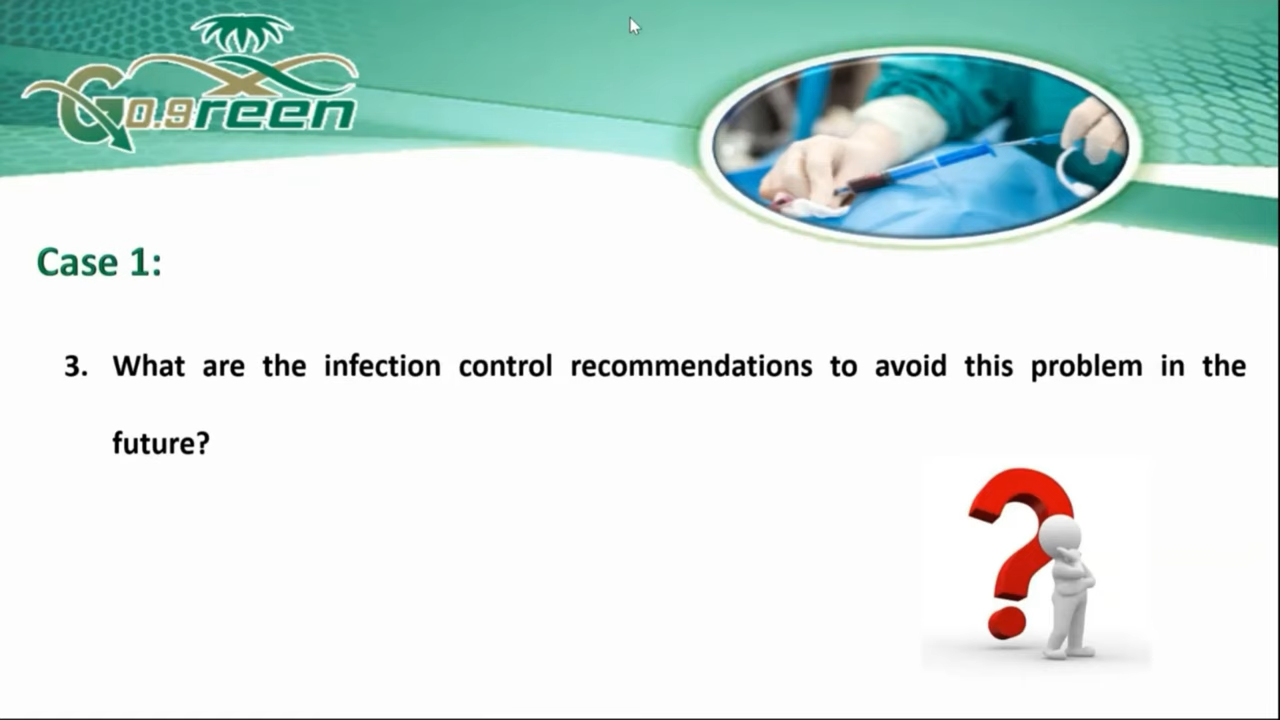 Go.green
Case 1:
3. What are the infection control recommendations to avoid this problem in the
future?